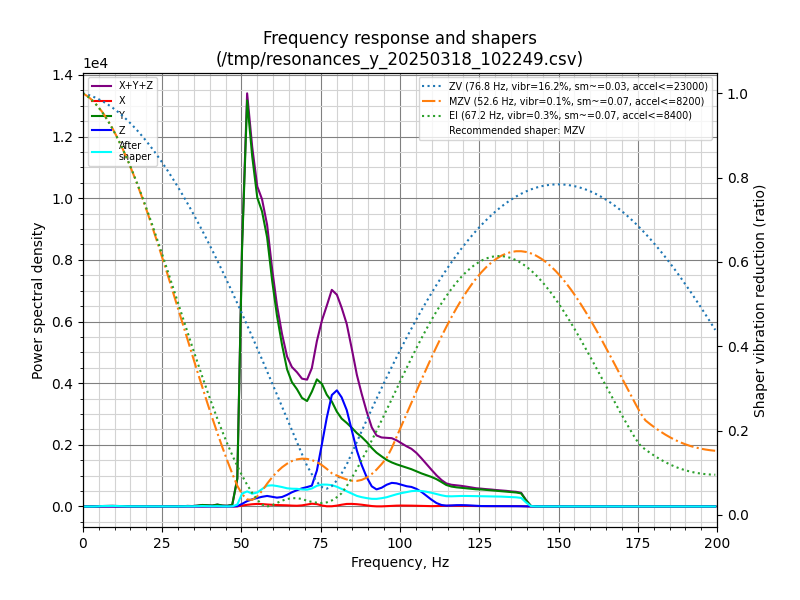 Frequency response and shapers
(/tmp/resonances_y_20250318_102249.csv)
1e4
X+Y+Z
X
Y
Z
After
shaper
ZV (76.8 Hz, vibr=16.2%, sm~=0.03, accel<=23000)
MZV (52.6 Hz, vibr=0.1%, sm~=0.07, accel<=8200)
EI (67.2 Hz, vibr=0.3%, sm~=0.07, accel<=8400)
Recommended shaper: MZV
1.4
1.2
1.0
0.8
0.6
0.4
0.2
0.0
Power spectral density
1.0
0.8
0.6
0.4
0.2
0.0
Shaper vibration reduction (ratio)
0 25 50 75 100 125 150 175 200
Frequency, Hz